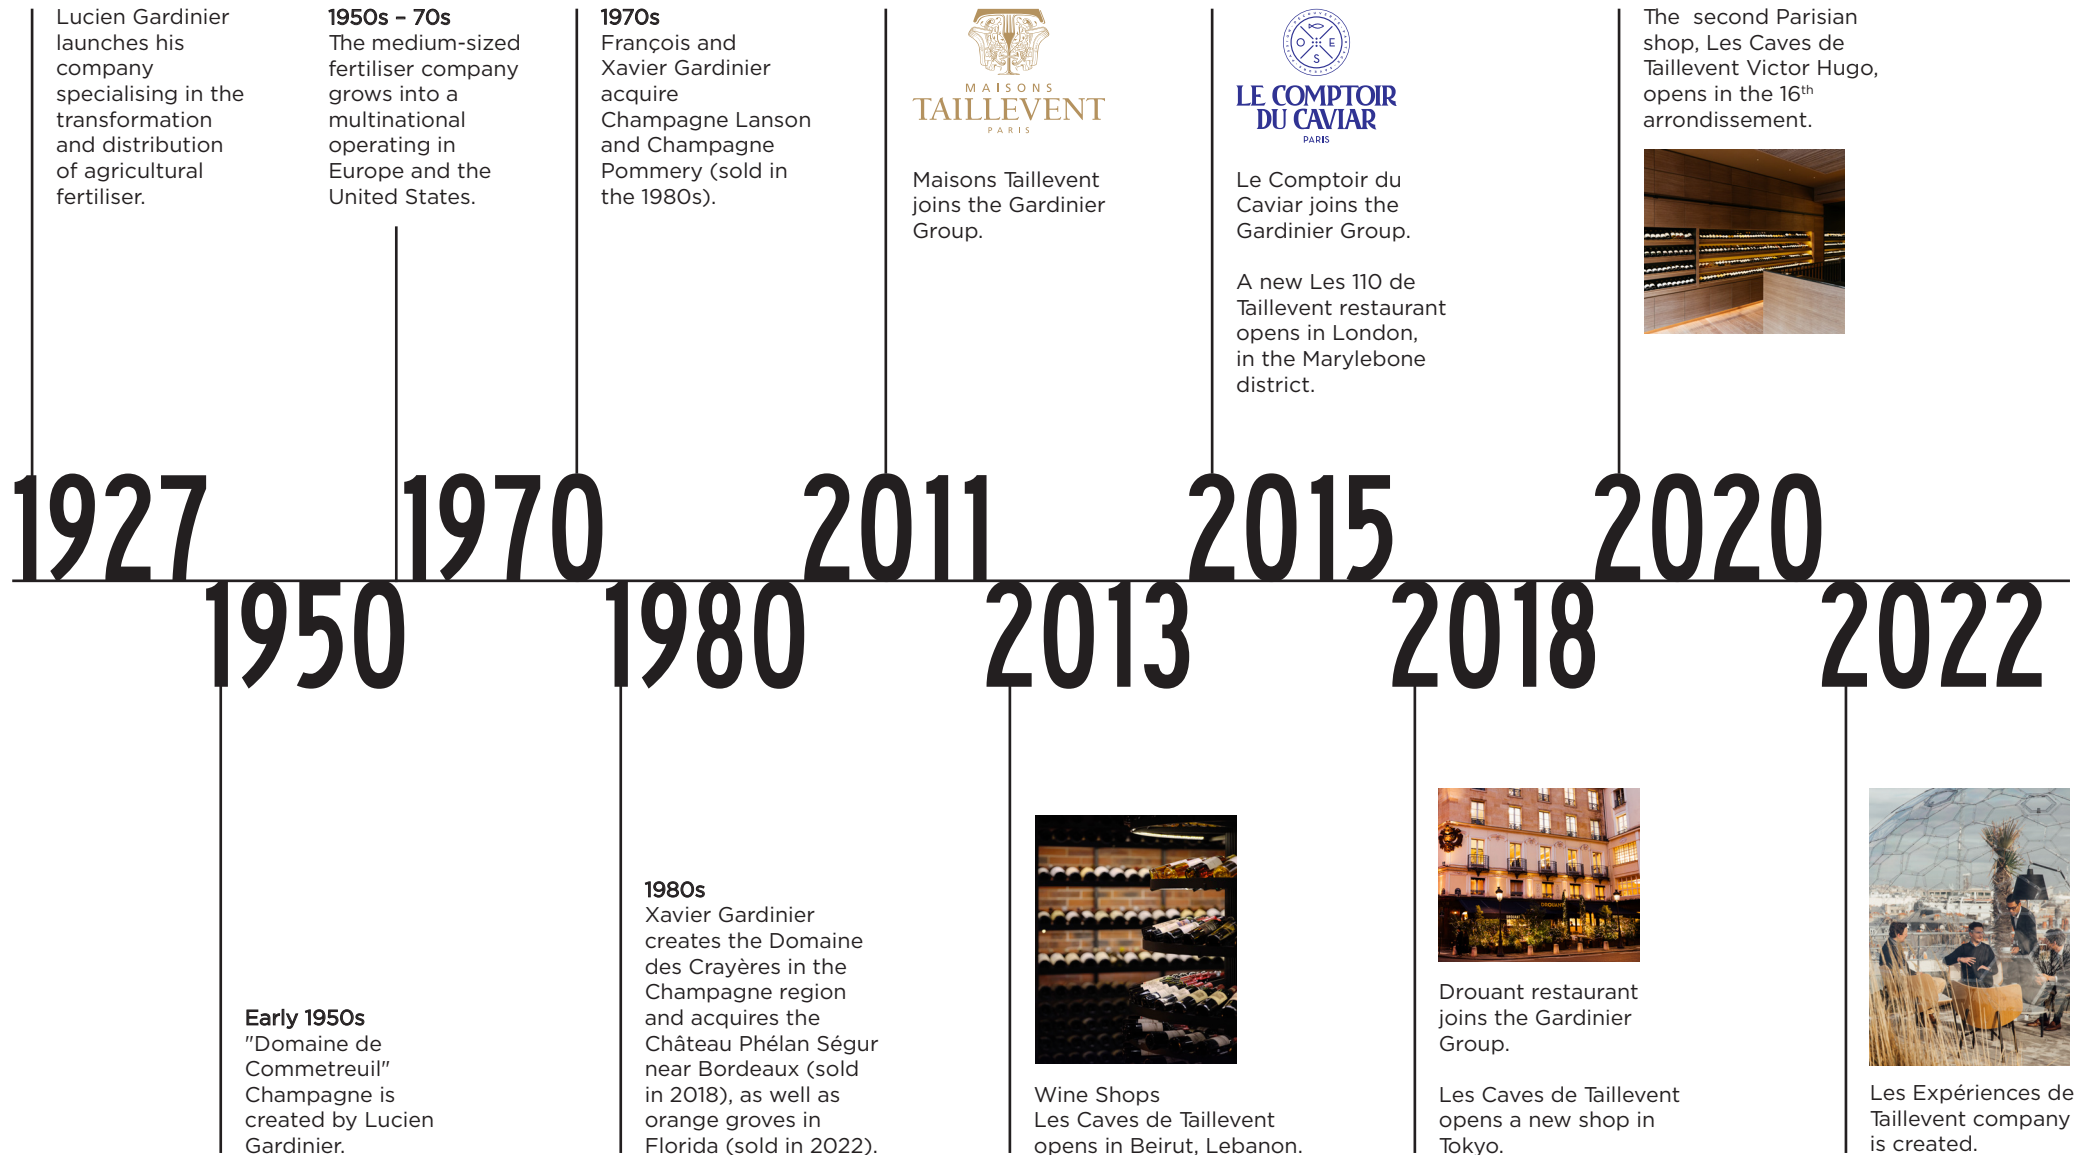 Lucien Gardinier
launches his
company
specialising in the
transformation
and distribution
of agricultural
fertiliser.
1950s – 70s
The medium-sized
fertiliser company
grows into a
multinational
operating in
Europe and the
United States.
1970s
François and
Xavier Gardinier
acquire
Champagne Lanson
and Champagne
Pommery (sold in
the 1980s).
MAISONS
TAILLEVENT
PARIS
Maisons Taillevent
joins the Gardinier
Group.
O E
S
LE COMPTOIR
DU CAVIAR
PARIS
Le Comptoir du
Caviar joins the
Gardinier Group.
A new Les 110 de
Taillevent restaurant
opens in London,
in the Marylebone
district.
The second Parisian
shop, Les Caves de
Taillevent Victor Hugo,
opens in the 16th
arrondissement.
1927
1970
2011
2015
2020
1950
1980
2013
2018
2022
Early 1950s
"Domaine de
Commetreuil"
Champagne is
created by Lucien
Gardinier.
1980s
Xavier Gardinier
creates the Domaine
des Crayères in the
Champagne region
and acquires the
Château Phélan Ségur
near Bordeaux (sold
in 2018), as well as
orange groves in
Florida (sold in 2022).
Wine Shops
Les Caves de Taillevent
opens in Beirut, Lebanon.
DROUANT
Drouant restaurant
joins the Gardinier
Group.
Les Caves de Taillevent
opens a new shop in
Tokyo.
Les Expériences de
Taillevent company
is created.